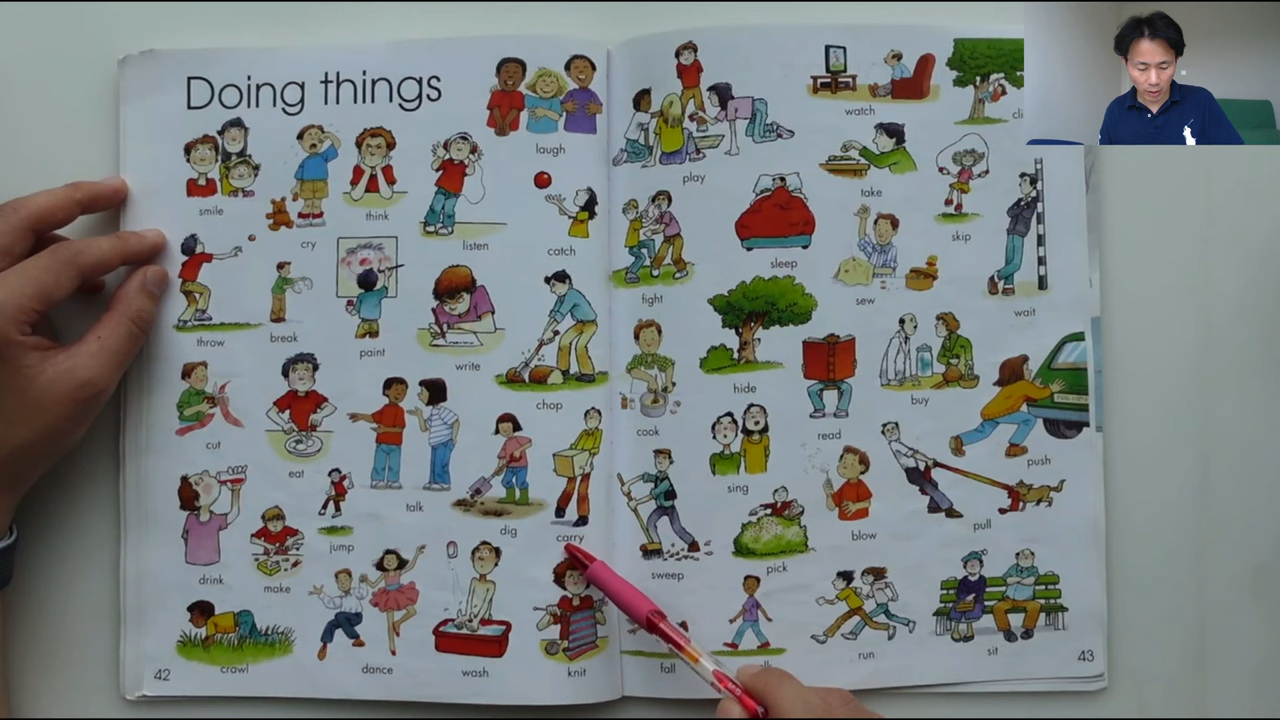 Doing things
laugh
smile
cry
think
listen
catch
throw
break
paint
write
chop
cut
eat
talk
dig
carry
drink
make
jump
crawl
dance
wash
knit
42
play
watch
take
skip
fight
sleep
sew
wait
cook
hide
read
buy
push
sing
pull
sweep
pick
blow
fall
run
sit
43